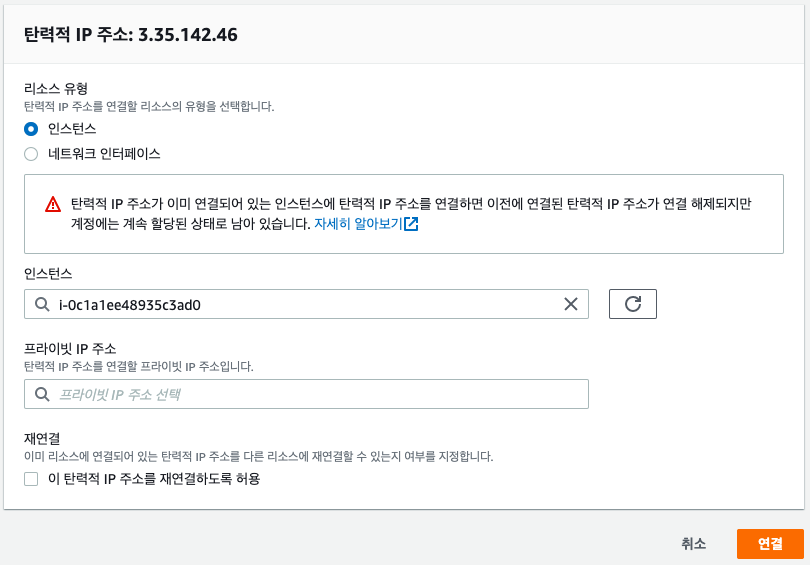 탄력적 IP 주소: 3.35.142.46
리소스 유형
탄력적 IP 주소를 연결할 리소스의 유형을 선택합니다.
인스턴스
네트워크 인터페이스
탄력적 IP 주소가 이미 연결되어 있는 인스턴스에 탄력적 IP 주소를 연결하면 이전에 연결된 탄력적 IP 주소가 연결 해제되지만
계정에는 계속 할당된 상태로 남아 있습니다. 자세히 알아보기
인스턴스
i-0c1a1ee48935c3ad0
프라이빗 IP 주소
탄력적 IP 주소를 연결할 프라이빗 IP 주소입니다.
프라이빗 IP 주소 선택
재연결
이미 리소스에 연결되어 있는 탄력적 IP 주소를 다른 리소스에 재연결할 수 있는지 여부를 지정합니다.
이 탄력적 IP 주소를 재연결하도록 허용
취소
연결